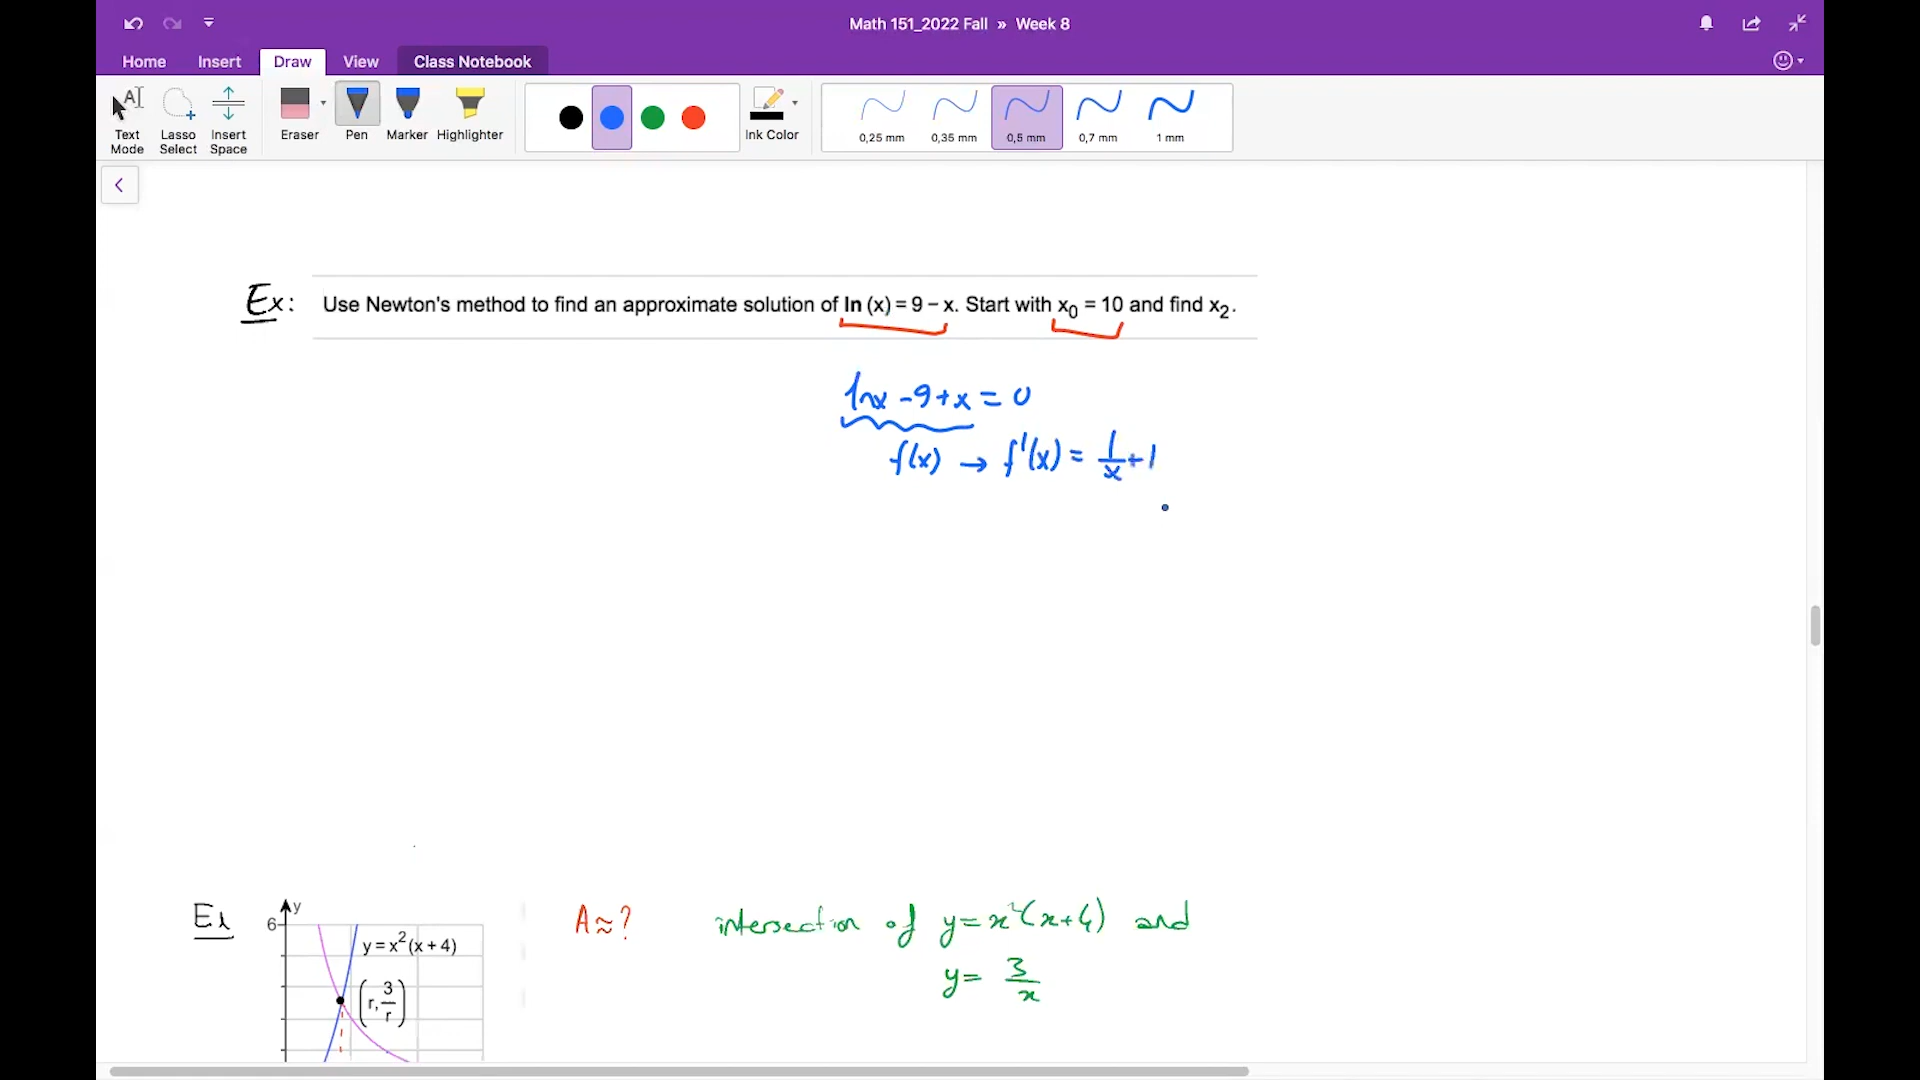 Math 151_2022 Fall » Week 8
Home Insert Draw View Class Notebook
Text Mode
Lasso Select
Insert Space
Eraser
Pen
Marker
Highlighter
Ink Color
0,25 mm
0,35 mm
0,5 mm
0,7 mm
1 mm
Ex: Use Newton's method to find an approximate solution of ln (x) = 9 − x. Start with x₀ = 10 and find x₂.
lnx -9+x = 0
f(x) → f'(x) = 1/x + 1
Ex
6
y
y = x²(x + 4)
(r, 3/r)
A≈?
intersection of y = x²(x+4) and
y = 3/x